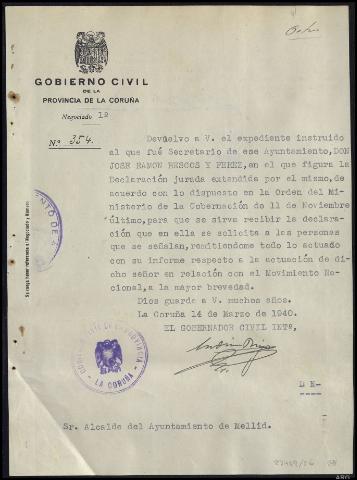 GOBIERNO CIVIL
DE LA
PROVINCIA DE LA CORUÑA
Negociado 1º
N.º 354.
Devuelvo a V. el expediente instruido
al que fué Secretario de ese Ayuntamiento, DON
JOSE RAMON BESCOS Y PEREZ, en el que figura la
Declaración jurada extendida por el mismo, de
acuerdo con lo dispuesto en la Orden del Mi-
nisterio de la Gobernación de 11 de Noviembre
último, para que se sirva recibir la declara-
ción que en ella se solicita a las personas
que se señalan, remitiendome todo lo actuado
con su informe respecto a la actuación de di-
cho señor en relación con el Movimiento Na-
cional, a la mayor brevedad.
Dios guarde a V. muchos años.
La Coruña 14 de Marzo de 1940.
EL GOBERNADOR CIVIL INTº,
LA CORUÑA
Sr. Alcalde del Ayuntamiento de Mellid.